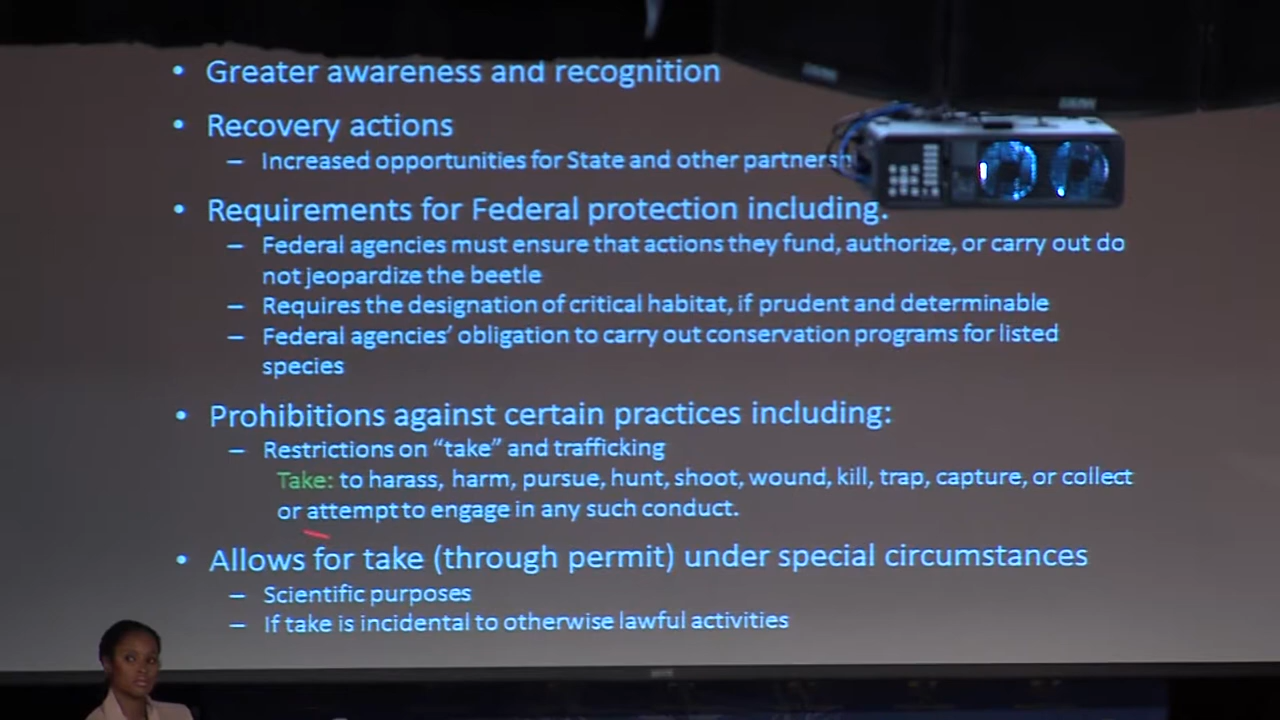 • Greater awareness and recognition
• Recovery actions
– Increased opportunities for State and other partners
• Requirements for Federal protection including:
– Federal agencies must ensure that actions they fund, authorize, or carry out do
not jeopardize the beetle
– Requires the designation of critical habitat, if prudent and determinable
– Federal agencies’ obligation to carry out conservation programs for listed
species
• Prohibitions against certain practices including:
– Restrictions on “take” and trafficking
Take: to harass, harm, pursue, hunt, shoot, wound, kill, trap, capture, or collect
or attempt to engage in any such conduct.
• Allows for take (through permit) under special circumstances
– Scientific purposes
– If take is incidental to otherwise lawful activities